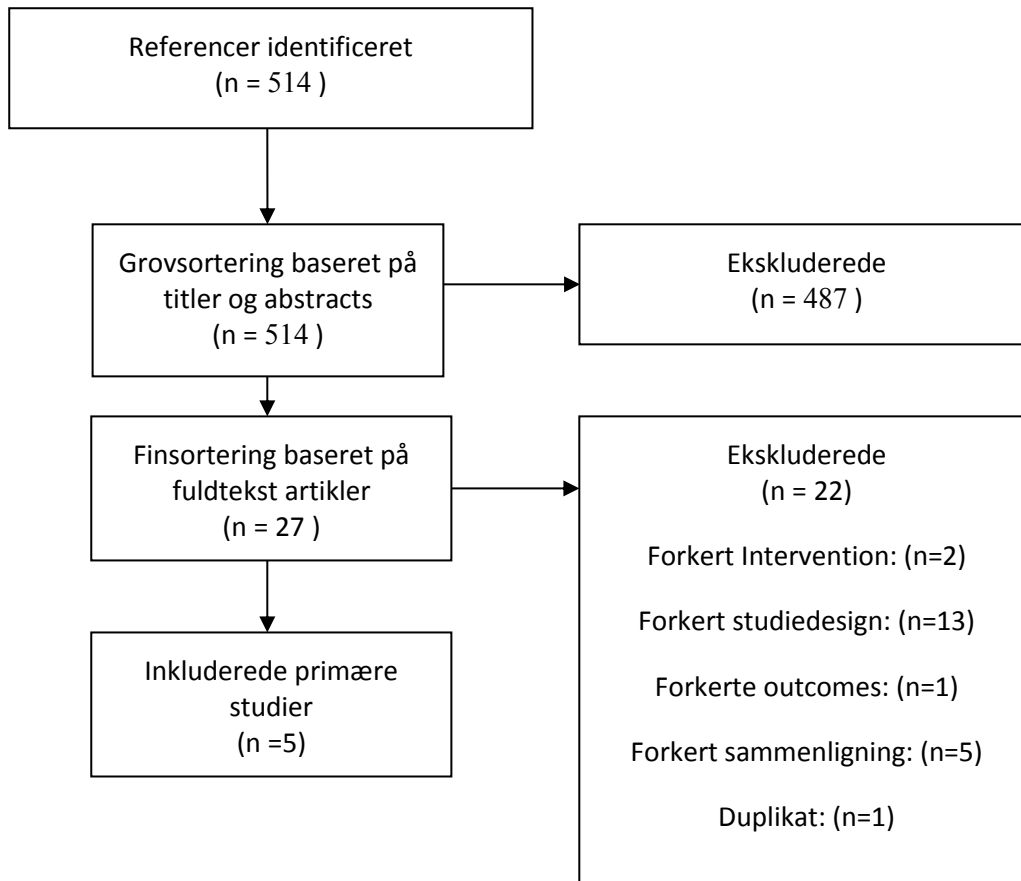 Referencer identificeret
(n = 514 )
Grovsortering baseret på
titler og abstracts
(n = 514 )
Ekskluderede
(n = 487 )
Finsortering baseret på
fuldtekst artikler
(n = 27 )
Ekskluderede
(n = 22)
Forkert Intervention: (n=2)
Forkert studiedesign: (n=13)
Forkerte outcomes: (n=1)
Forkert sammenligning: (n=5)
Duplikat: (n=1)
Inkluderede primære
studier
(n =5)